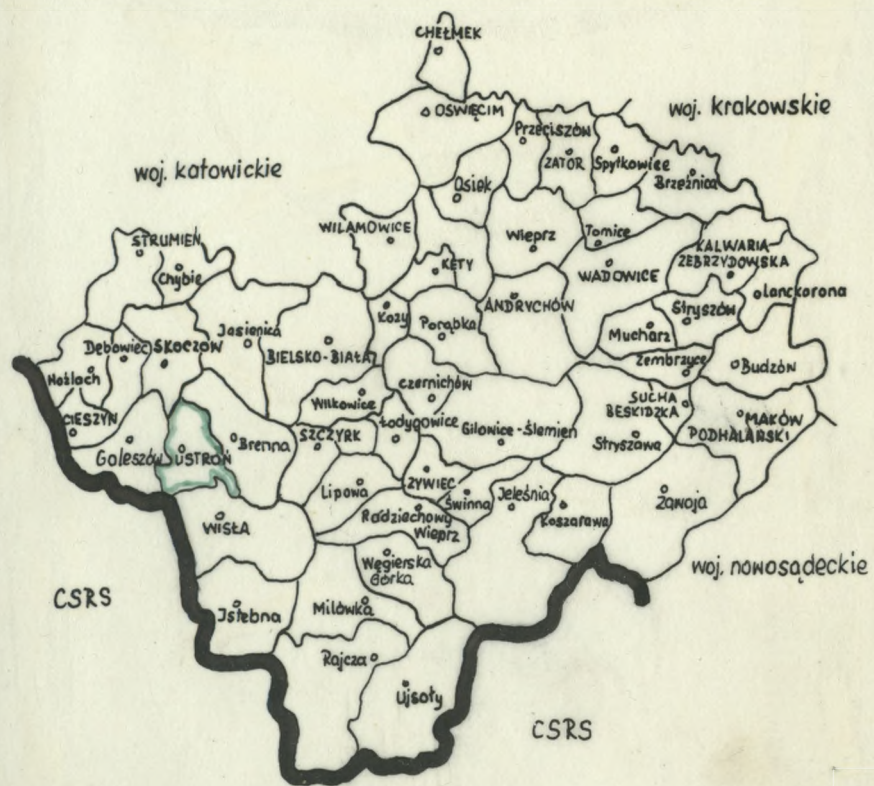 CHEŁMEK
OŚWIĘCIM
woj. krakowskie
Przeciszów
ZATOR
Spytkowice
woj. katowickie
Brzeźnica
Osiek
WILAMOWICE
Wieprz
Tomice
STRUMIEŃ
KALWARIA
ZEBRZYDOWSKA
KĘTY
WADOWICE
Chybie
Lanckorona
ANDRYCHÓW
Kozy
Porąbka
Stryszów
Mucharz
Jasienica
Dębowiec
SKOCZÓW
BIELSKO-BIAŁA
Zembrzyce
Budzów
Hażlach
Czernichów
Wilkowice
SUCHA
BESKIDZKA
CIESZYN
Łodygowice
Gilowice-Ślemień
MAKÓW
PODHALAŃSKI
SZCZYRK
Stryszawa
Goleszów
USTROŃ
Brenna
Lipowa
ŻYWIEC
Świnna
Jeleśnia
Zawoja
Koszarawa
Radziechowy
Wieprz
WISŁA
Węgierska
Górka
woj. nowosądeckie
CSRS
Istebna
Milówka
Rajcza
Ujsoły
CSRS